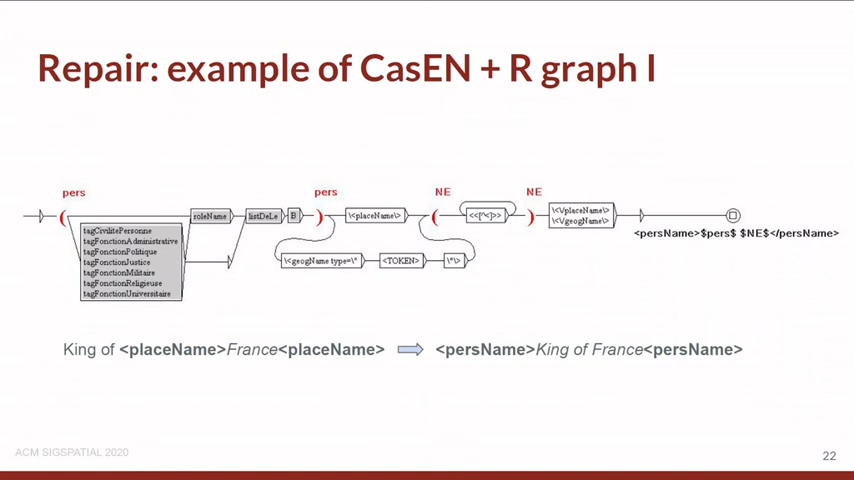 Repair: example of CasEN + R graph I
pers
pers
NE
NE
(
roleName
listDeLe
B
)
\<placeName\>
(
<<[^<]>>
)
\<\/placeName\>
\<\/geogName\>
<persName>$pers$ $NE$</persName>
tagCivilitePersonne
tagFonctionAdministrative
tagFonctionPolitique
tagFonctionJustice
tagFonctionMilitaire
tagFonctionReligieuse
tagFonctionUniversitaire
\<geogName type=\"
<TOKEN>
\"\>
King of <placeName>France<placeName>
<persName>King of France<persName>
ACM SIGSPATIAL 2020
22